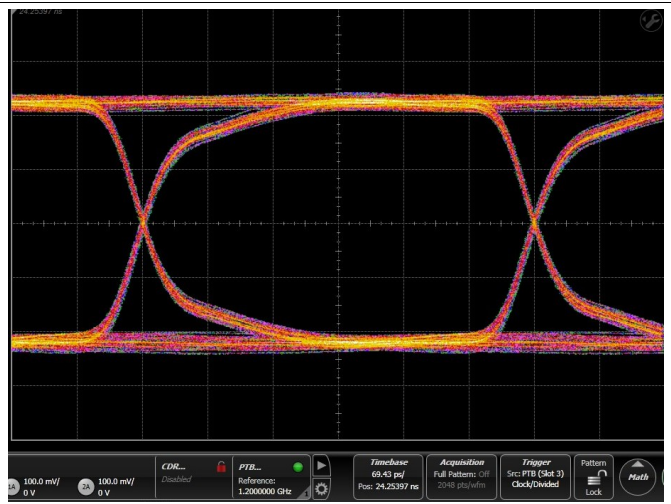 24.25397 ns
CDR...
Disabled
PTB...
Reference:
1.2000000 GHz
Timebase
69.43 ps/
Pos: 24.25397 ns
Acquisition
Full Pattern: Off
2048 pts/wfm
Trigger
Src: PTB (Slot 3)
Clock/Divided
Pattern
Lock
Math
1A 100.0 mV/
0 V
2A 100.0 mV/
0 V